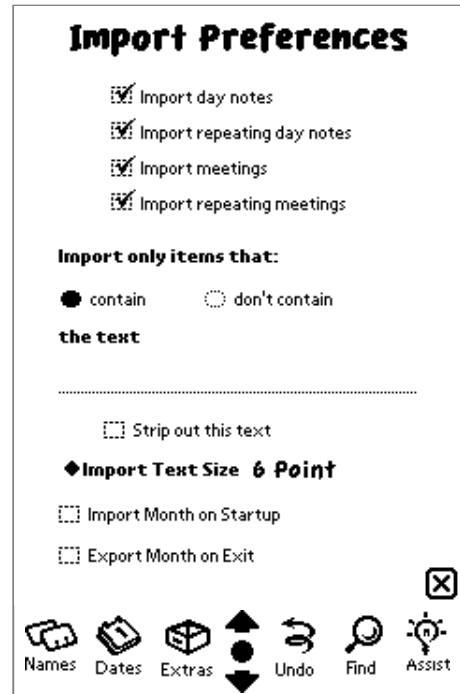 Import Preferences
Import day notes
Import repeating day notes
Import meetings
Import repeating meetings
Import only items that:
contain don't contain
the text
Strip out this text
Import Text Size 6 Point
Import Month on Startup
Export Month on Exit
Names Dates Extras Undo Find Assist